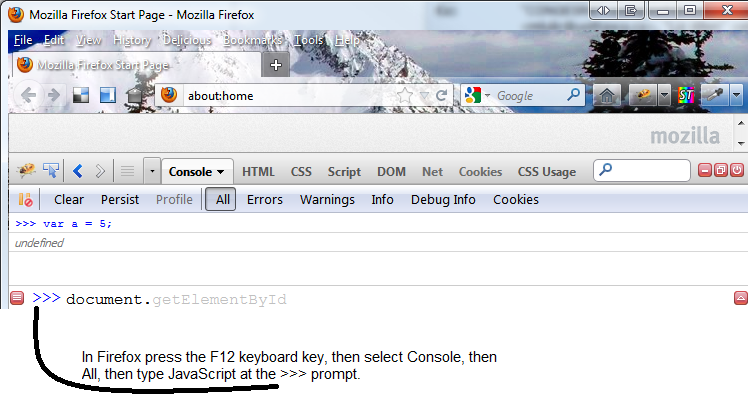 Mozilla Firefox Start Page - Mozilla Firefox
File Edit View History Delicious Bookmarks Tools Help
Mozilla Firefox Start Page
about:home Google ST
mozilla
Console HTML CSS Script DOM Net Cookies CSS Usage
Clear Persist Profile All Errors Warnings Info Debug Info Cookies
>>> var a = 5;
undefined
>>> document.getElementById
In Firefox press the F12 keyboard key, then select Console, then
All, then type JavaScript at the >>> prompt.